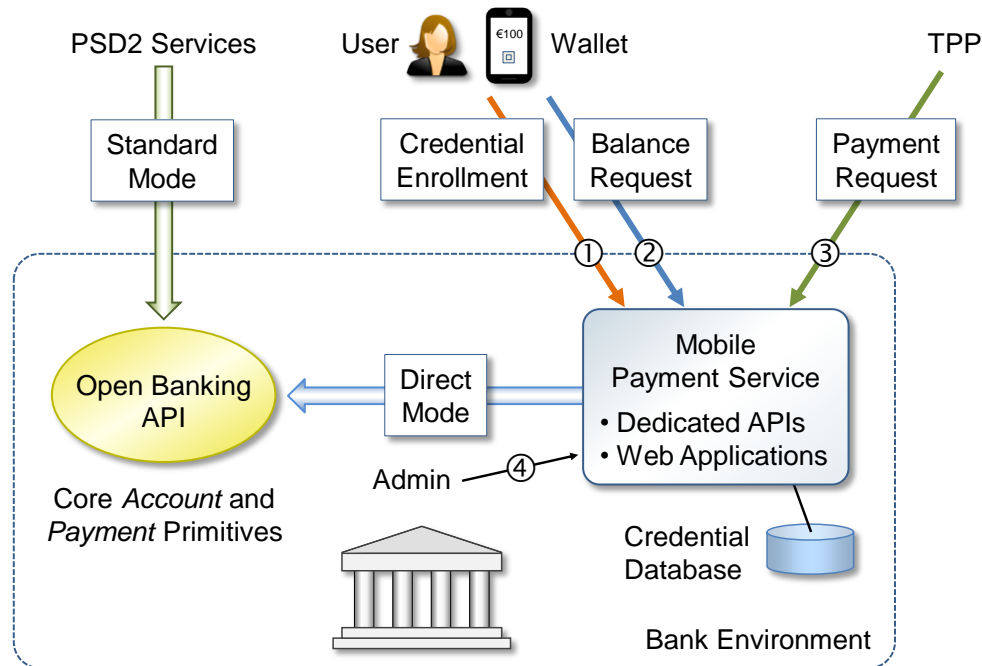 PSD2 Services
User
€100
Wallet
TPP
Standard
Mode
Credential
Enrollment
Balance
Request
Payment
Request
①
②
③
Open Banking
API
Direct
Mode
Mobile
Payment Service
• Dedicated APIs
• Web Applications
Admin
④
Core Account and
Payment Primitives
Credential
Database
Bank Environment